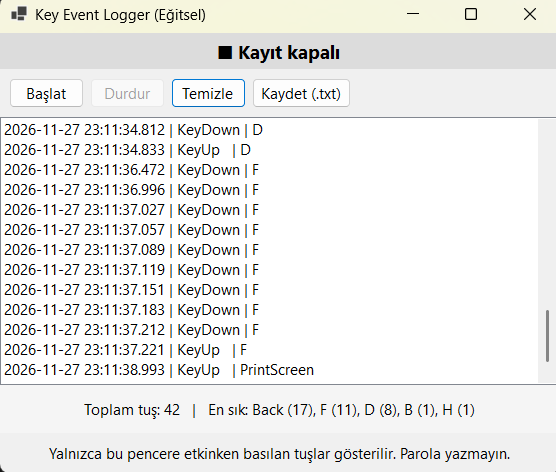 Key Event Logger (Eğitsel)
■ Kayıt kapalı
Başlat Durdur Temizle Kaydet (.txt)
2026-11-27 23:11:34.812 | KeyDown | D
2026-11-27 23:11:34.833 | KeyUp   | D
2026-11-27 23:11:36.472 | KeyDown | F
2026-11-27 23:11:36.996 | KeyDown | F
2026-11-27 23:11:37.027 | KeyDown | F
2026-11-27 23:11:37.057 | KeyDown | F
2026-11-27 23:11:37.089 | KeyDown | F
2026-11-27 23:11:37.119 | KeyDown | F
2026-11-27 23:11:37.151 | KeyDown | F
2026-11-27 23:11:37.183 | KeyDown | F
2026-11-27 23:11:37.212 | KeyDown | F
2026-11-27 23:11:37.221 | KeyUp   | F
2026-11-27 23:11:38.993 | KeyUp   | PrintScreen
Toplam tuş: 42 | En sık: Back (17), F (11), D (8), B (1), H (1)
Yalnızca bu pencere etkinken basılan tuşlar gösterilir. Parola yazmayın.